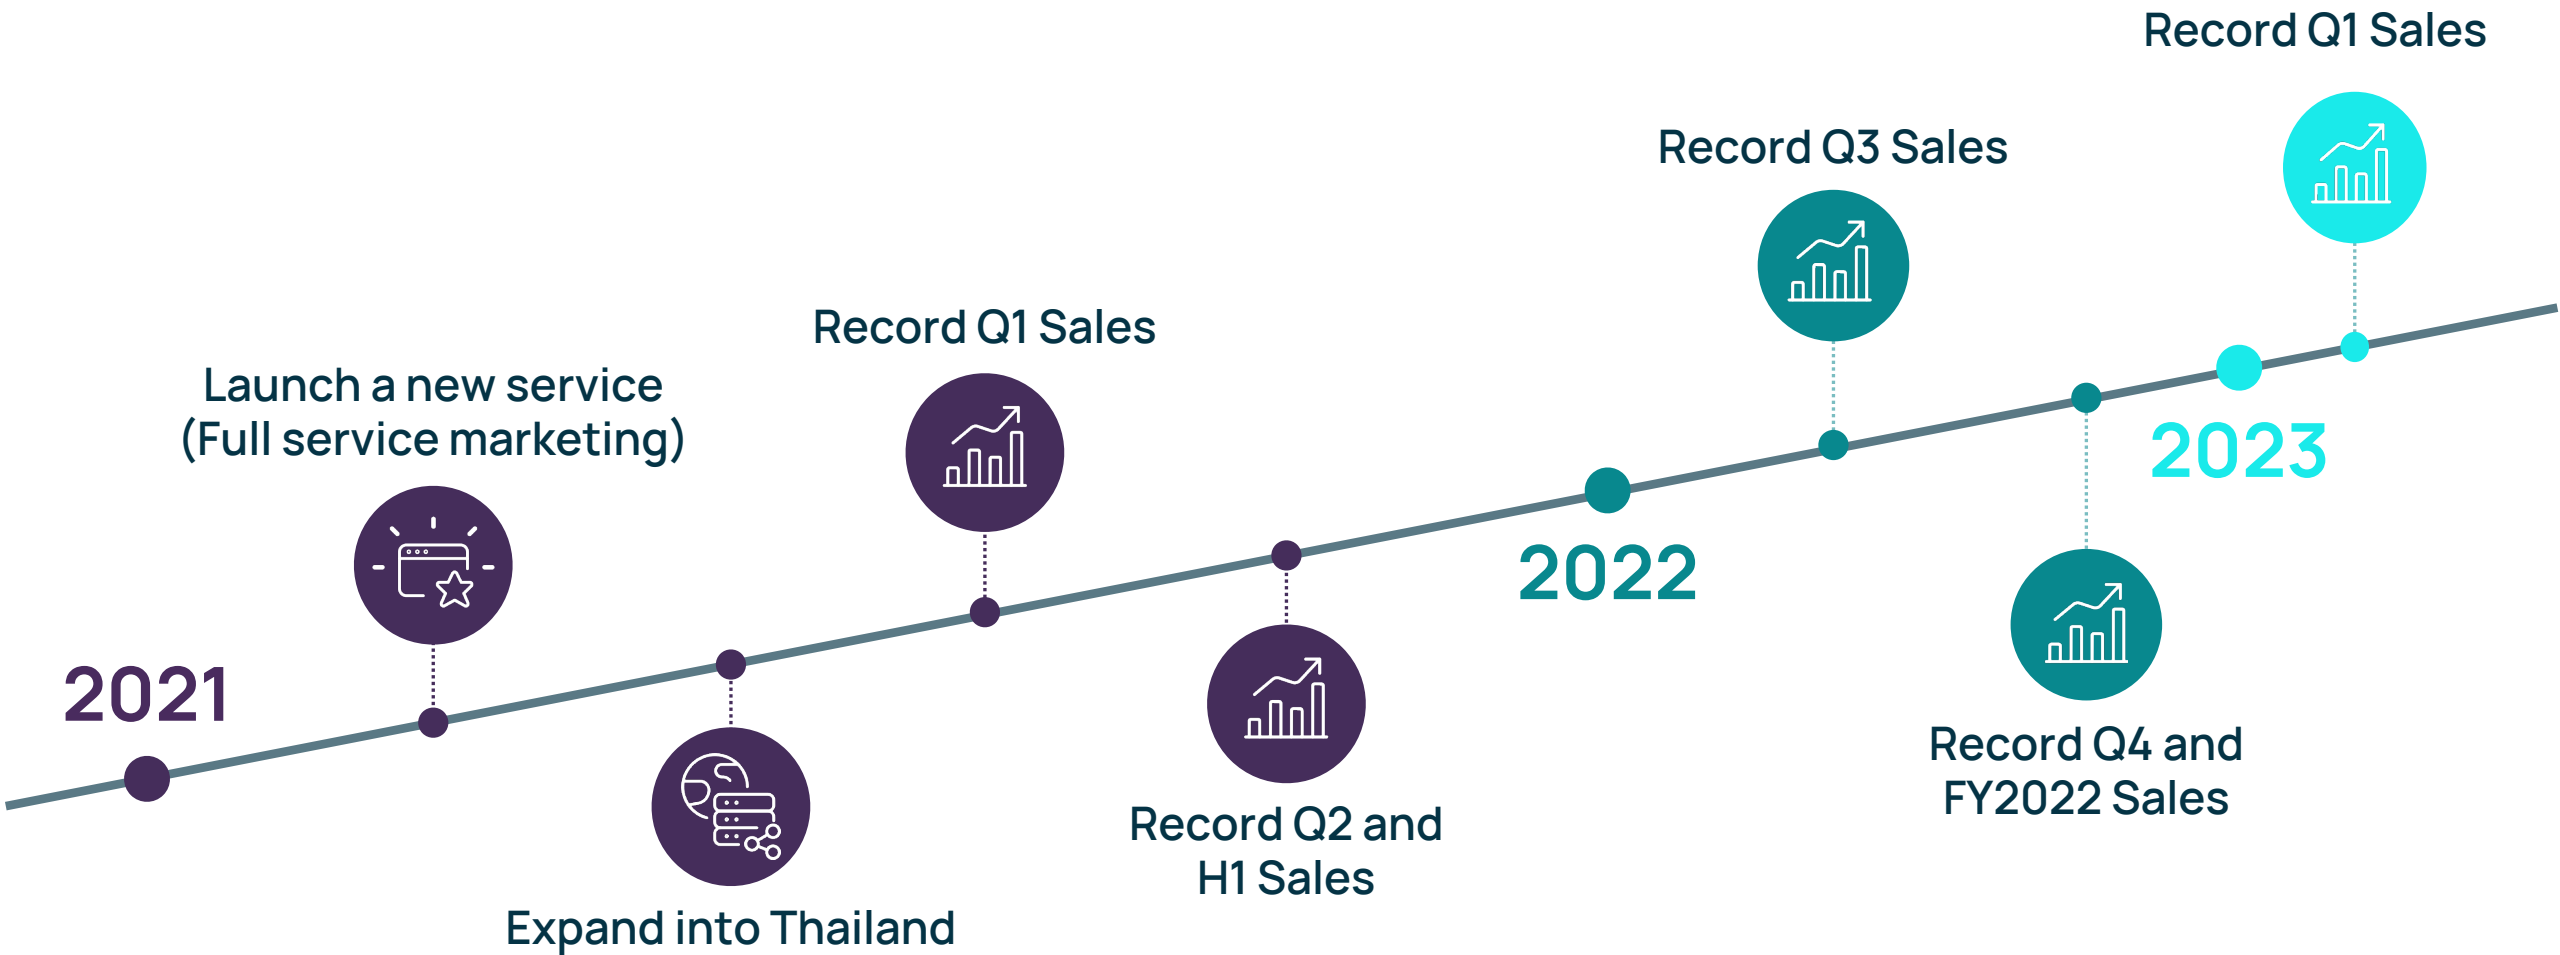 2021
Launch a new service
(Full service marketing)
Expand into Thailand
Record Q1 Sales
Record Q2 and
H1 Sales
2022
Record Q3 Sales
Record Q4 and
FY2022 Sales
2023
Record Q1 Sales